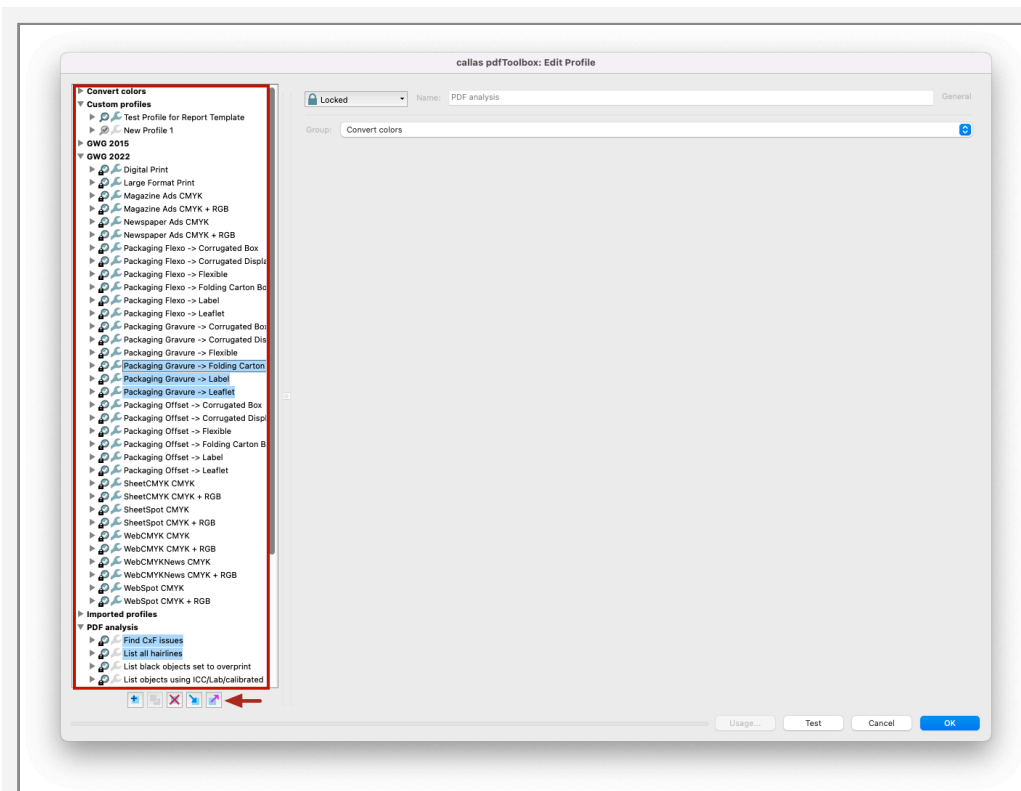 callas pdfToolbox: Edit Profile
Convert colors
Custom profiles
Test Profile for Report Template
New Profile 1
GWG 2015
GWG 2022
Digital Print
Large Format Print
Magazine Ads CMYK
Magazine Ads CMYK + RGB
Newspaper Ads CMYK
Newspaper Ads CMYK + RGB
Packaging Flexo -> Corrugated Box
Packaging Flexo -> Corrugated Displa
Packaging Flexo -> Flexible
Packaging Flexo -> Folding Carton Bo
Packaging Flexo -> Label
Packaging Flexo -> Leaflet
Packaging Gravure -> Corrugated Box
Packaging Gravure -> Corrugated Dis
Packaging Gravure -> Flexible
Packaging Gravure -> Folding Carton
Packaging Gravure -> Label
Packaging Gravure -> Leaflet
Packaging Offset -> Corrugated Box
Packaging Offset -> Corrugated Displ
Packaging Offset -> Flexible
Packaging Offset -> Folding Carton B
Packaging Offset -> Label
Packaging Offset -> Leaflet
SheetCMYK CMYK
SheetCMYK CMYK + RGB
SheetSpot CMYK
SheetSpot CMYK + RGB
WebCMYK CMYK
WebCMYK CMYK + RGB
WebCMYKNews CMYK
WebCMYKNews CMYK + RGB
WebSpot CMYK
WebSpot CMYK + RGB
Imported profiles
PDF analysis
Find CxF issues
List all hairlines
List black objects set to overprint
List objects using ICC/Lab/calibrated
Locked
Name: PDF analysis
General
Group: Convert colors
Usage... Test Cancel OK